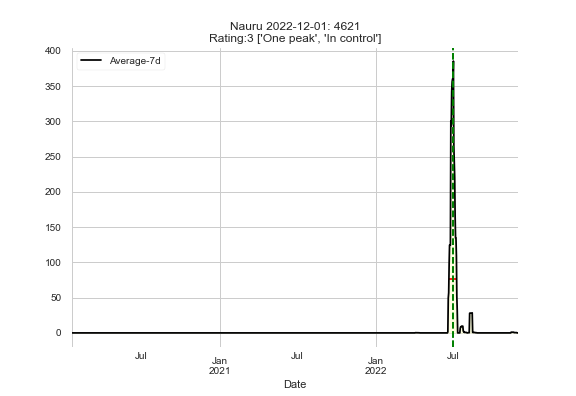 Nauru 2022-12-01: 4621
Rating:3 ['One peak', 'In control']
Average-7d
400
350
300
250
200
150
100
50
0
Jul
Jan
2021
Jul
Jan
2022
Jul
Date